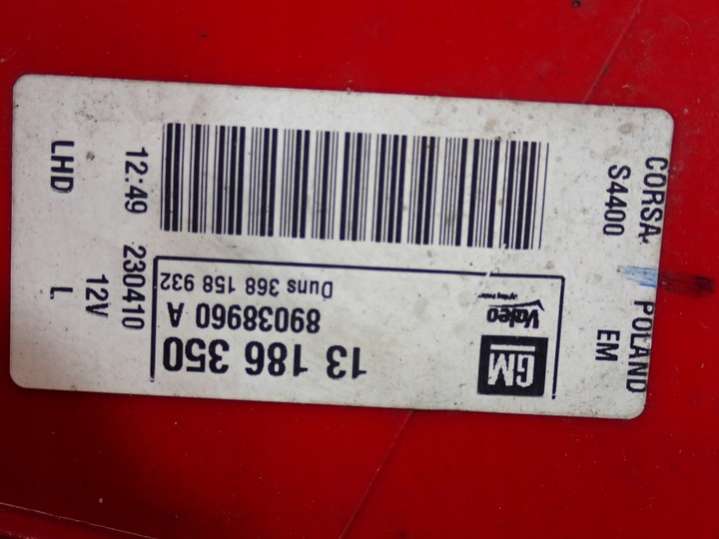 CORSA POLAND
S4400 EM
GM 13 186 350
Valeo 89038960 A
Duns 368 158 932
12:49 230410 12V
LHD L